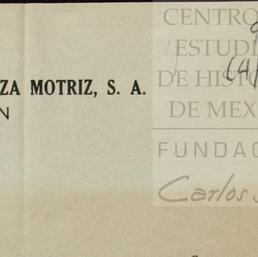 CENTRO
ESTUDI
DE HIST
DE MEX
ZA MOTRIZ, S. A.
N
FUNDAC
Carlos S